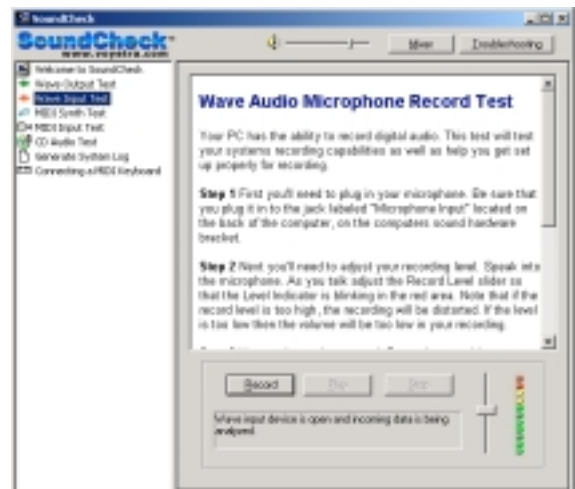 SoundCheck
SoundCheck
www.voyetra.com
Mixer
Troubleshooting
Welcome to SoundCheck
Wave Output Test
Wave Input Test
MIDI Synth Test
MIDI Input Test
CD Audio Test
Generate System Log
Connecting a MIDI Keyboard
Wave Audio Microphone Record Test
Your PC has the ability to record digital audio. This test will test
your systems recording capabilities as well as help you get set
up properly for recording.
Step 1 First you'll need to plug in your microphone. Be sure that
you plug it in to the jack labeled "Microphone Input" located on
the back of the computer, on the computers sound hardware
bracket.
Step 2 Next you'll need to adjust your recording level. Speak into
the microphone. As you talk adjust the Record Level slider so
that the Level Indicator is blinking in the red area. Note that if the
record level is too high, the recording will be distorted. If the level
is too low then the volume will be too low in your recording.
Record
Play
Stop
Wave input device is open and incoming data is being
analyzed.